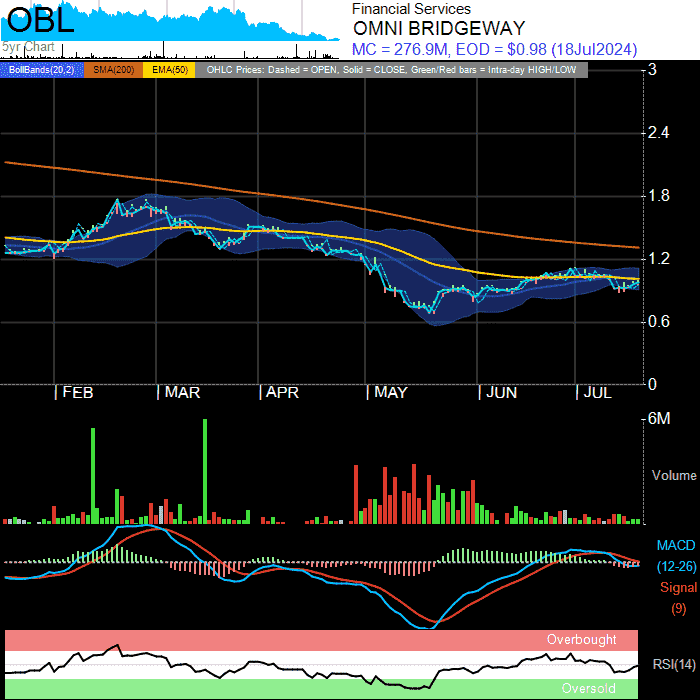 OBL
5yr Chart
Financial Services
OMNI BRIDGEWAY
MC = 276.9M, EOD = $0.98 (18Jul2024)
BollBands(20,2) SMA(200) EMA(50) OHLC Prices: Dashed = OPEN, Solid = CLOSE, Green/Red bars = Intra-day HIGH/LOW
3
2.4
1.8
1.2
0.6
0
| FEB | MAR | APR | MAY | JUN | JUL
6M
Volume
MACD
(12-26)
Signal
(9)
Overbought
RSI(14)
Oversold